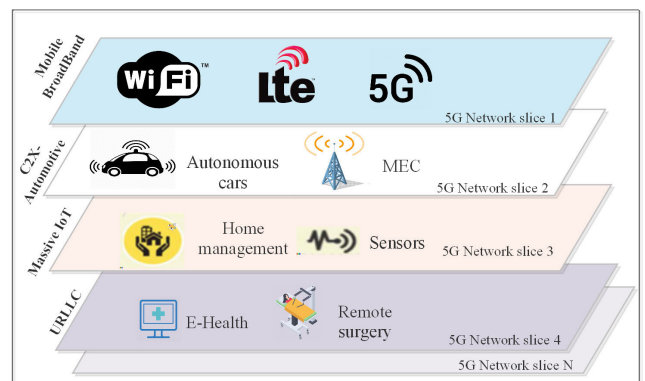 Mobile
BroadBand
WiFi™
Lte
5G
5G Network slice 1
C2X-
Automotive
Autonomous
cars
MEC
5G Network slice 2
Massive IoT
Home
management
Sensors
5G Network slice 3
URLLC
E-Health
Remote
surgery
5G Network slice 4
5G Network slice N